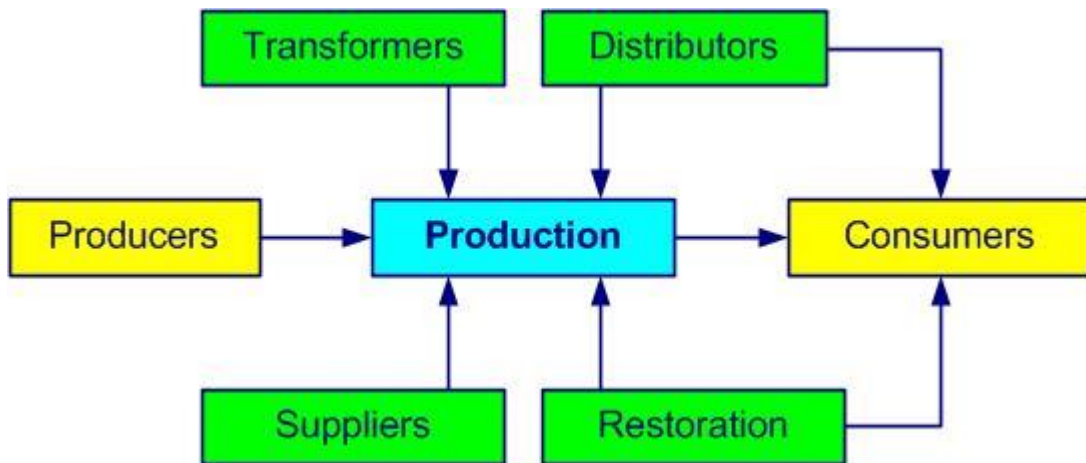 Transformers
Distributors
Producers
Production
Consumers
Suppliers
Restoration